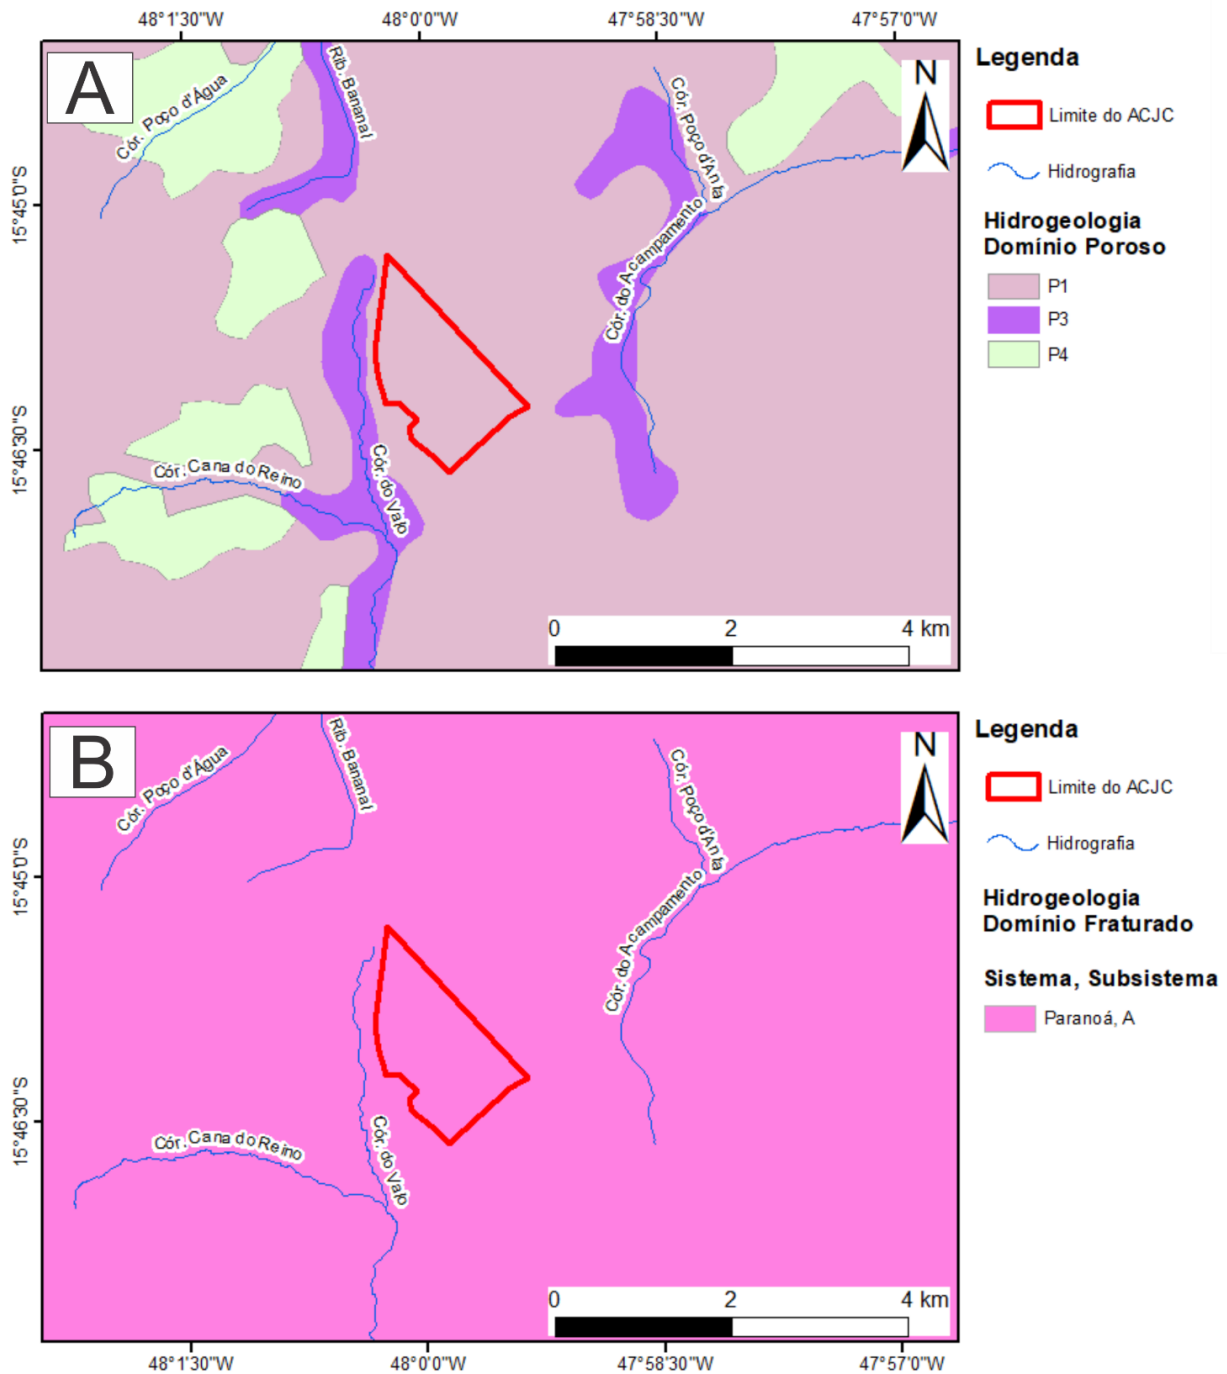 48°1'30"W 48°0'0"W 47°58'30"W 47°57'0"W
A
N
Cór. Poço d'Água
Rib. Bananal
Cór. Poço d'Anta
Cór. do Acampamento
Cór. Cana do Reino
Cór. do Valo
15°45'0"S
15°46'30"S
0 2 4 km
Legenda
Limite do ACJC
Hidrografia
Hidrogeologia
Domínio Poroso
P1
P3
P4
B
N
Cór. Poço d'Água
Rib. Bananal
Cór. Poço d'Anta
Cór. do Acampamento
Cór. Cana do Reino
Cór. do Valo
15°45'0"S
15°46'30"S
0 2 4 km
Legenda
Limite do ACJC
Hidrografia
Hidrogeologia
Domínio Fraturado
Sistema, Subsistema
Paranoá, A
48°1'30"W 48°0'0"W 47°58'30"W 47°57'0"W